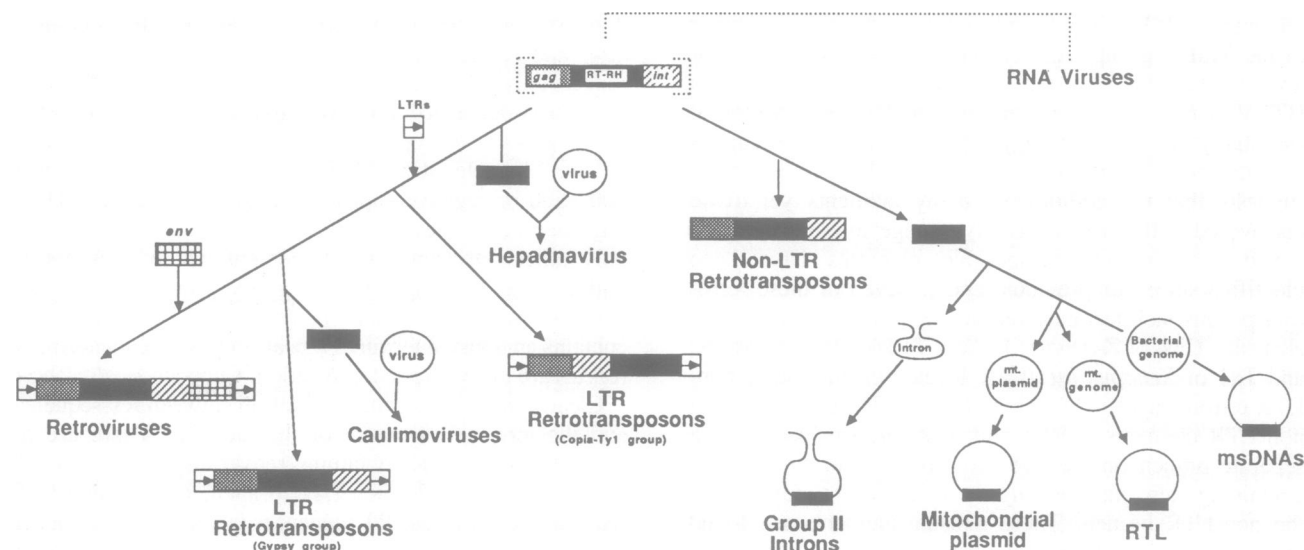 gag RT-RH int
RNA Viruses
LTRs
virus
env
Hepadnavirus
Non-LTR
Retrotransposons
Intron
Bacterial
genome
virus
mt.
plasmid
mt.
genome
LTR
Retrotransposons
(Copia-Ty1 group)
Retroviruses
Caulimoviruses
msDNAs
LTR
Retrotransposons
(Gypsy group)
Group II
Introns
Mitochondrial
plasmid
RTL